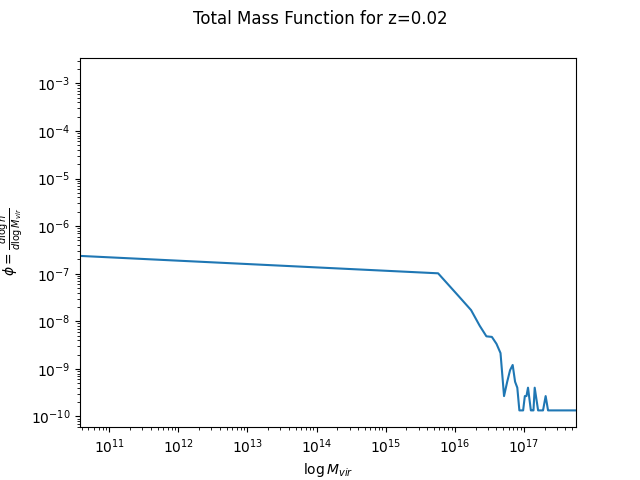 Total Mass Function for z=0.02
10⁻³
10⁻⁴
10⁻⁵
10⁻⁶
10⁻⁷
10⁻⁸
10⁻⁹
10⁻¹⁰
ϕ = dlog n / dlog M_vir
10¹¹ 10¹² 10¹³ 10¹⁴ 10¹⁵ 10¹⁶ 10¹⁷
log M_vir